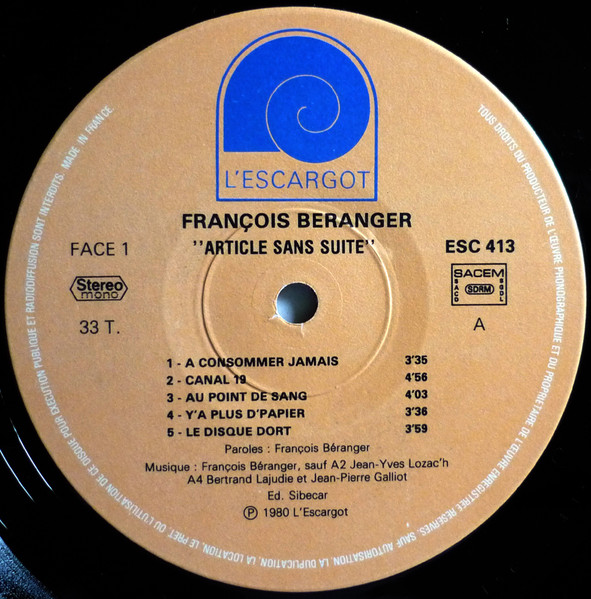 L'ESCARGOT
FRANÇOIS BERANGER
FACE 1
''ARTICLE SANS SUITE''
ESC 413
Stereo
mono
SACEM
SACD
SDRM
SGDL
33 T.
A
1 - A CONSOMMER JAMAIS 3'35
2 - CANAL 19 4'56
3 - AU POINT DE SANG 4'03
4 - Y'A PLUS D'PAPIER 3'36
5 - LE DISQUE DORT 3'59
Paroles : François Béranger
Musique : François Béranger, sauf A2 Jean-Yves Lozac'h
A4 Bertrand Lajudie et Jean-Pierre Galliot
Ed. Sibecar
Ⓟ 1980 L'Escargot
TOUS DROITS DU PRODUCTEUR DE L'ŒUVRE PHONOGRAPHIQUE ET DU PROPRIETAIRE DE L'ŒUVRE ENREGISTREE RESERVES. SAUF AUTORISATION, LA DUPLICATION, LA LOCATION, LE PRET OU L'UTILISATION DE CE DISQUE POUR EXECUTION PUBLIQUE ET RADIODIFFUSION SONT INTERDITS. MADE IN FRANCE.